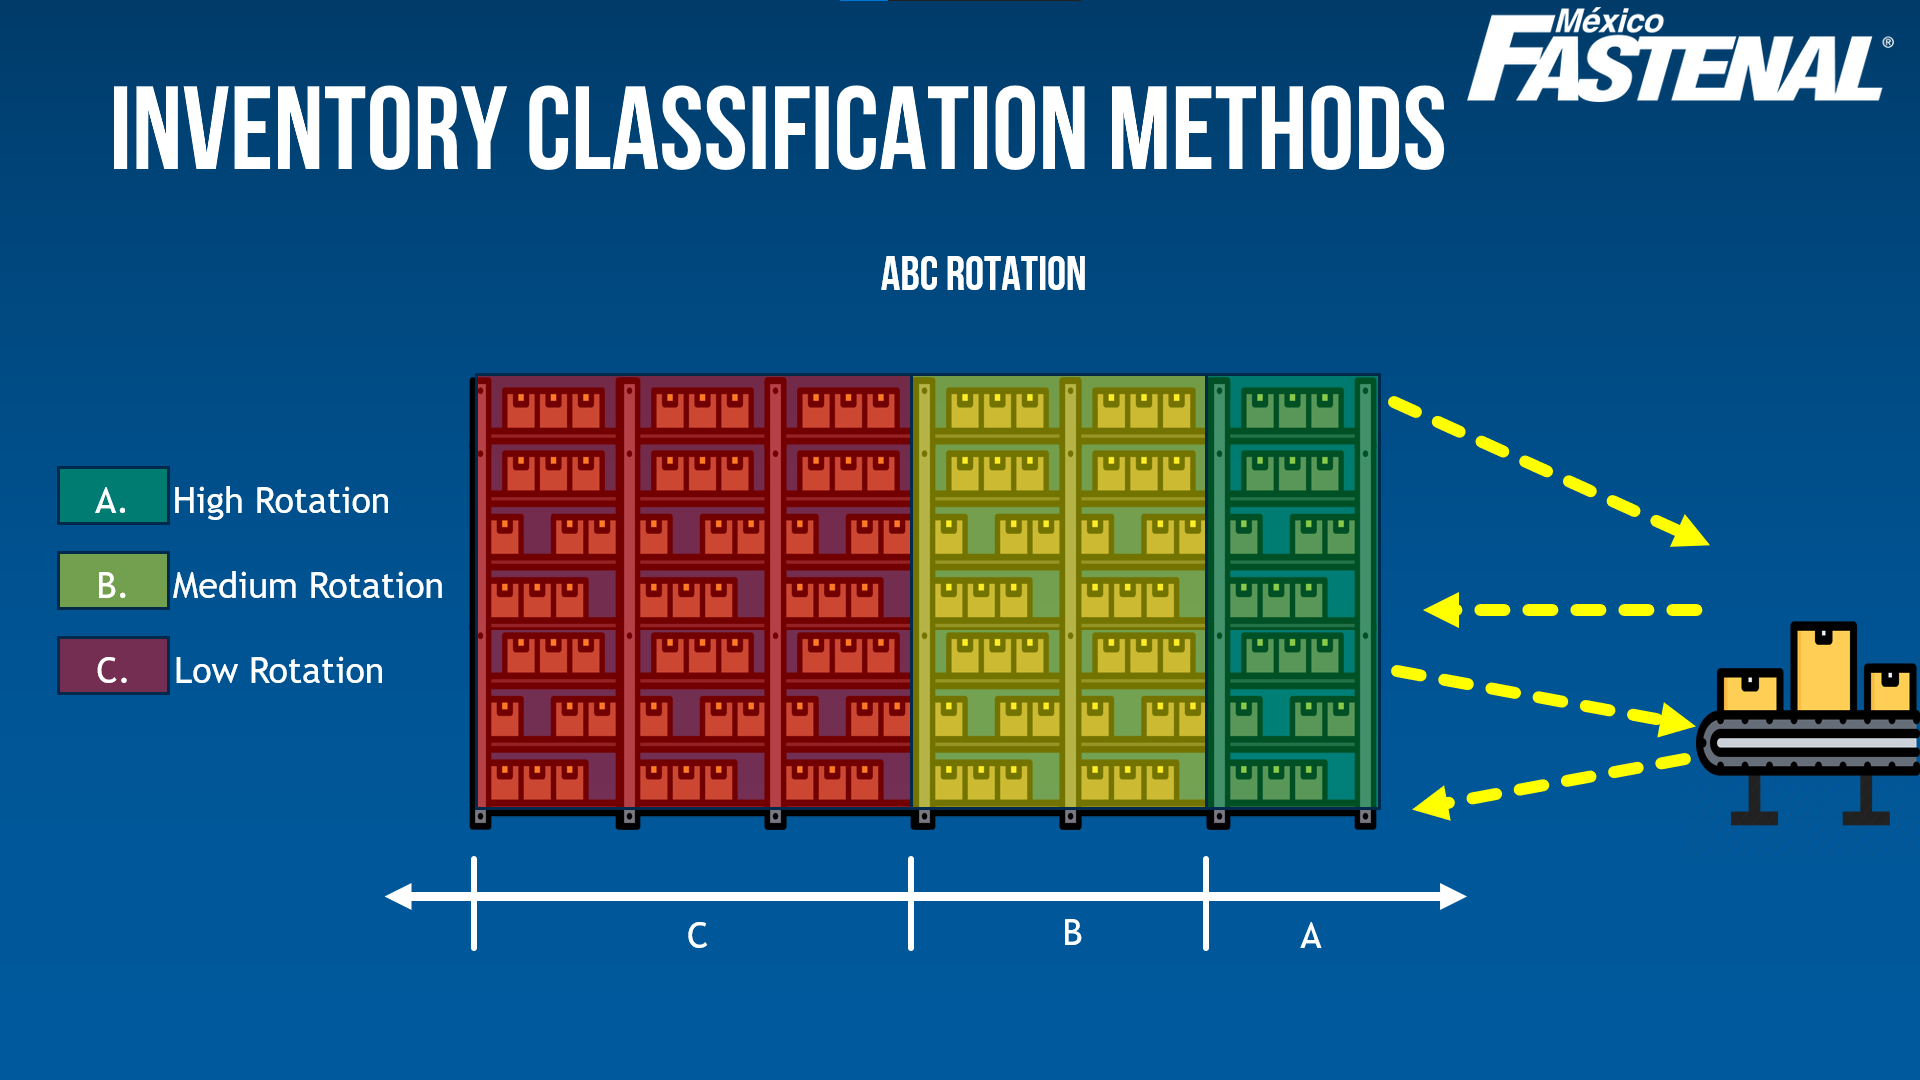 México
FASTENAL®
INVENTORY CLASSIFICATION METHODS
ABC ROTATION
A. High Rotation
B. Medium Rotation
C. Low Rotation
C B A